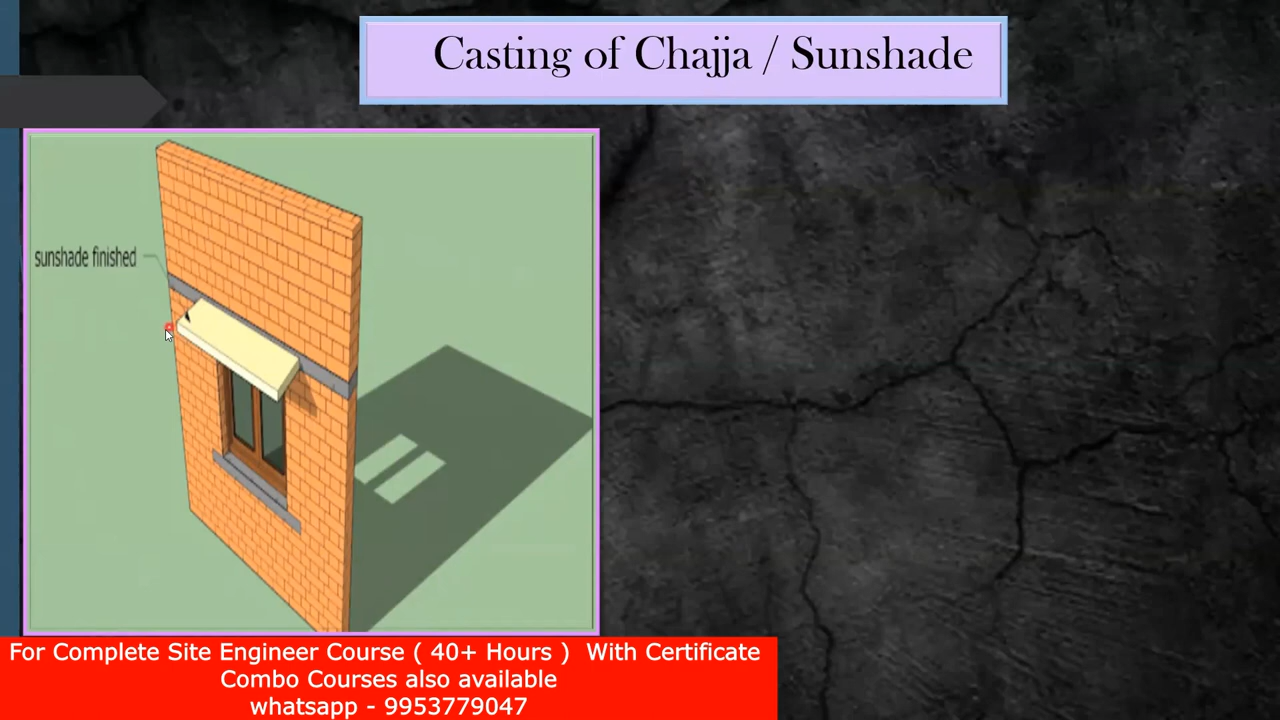 Casting of Chajja / Sunshade
sunshade finished
For Complete Site Engineer Course ( 40+ Hours ) With Certificate
Combo Courses also available
whatsapp - 9953779047